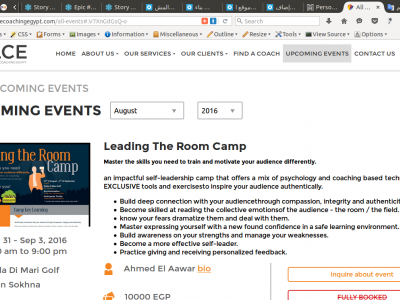 Story
Epic #
Story
Person
All
ecoachingegypt.com/all-events#.V7XnGdGsQ-o
CSS Forms Images Information Miscellaneous Outline Resize Tools View Source Options
ACE
COACHING EGYPT
HOME ABOUT US OUR SERVICES OUR CLIENTS FIND A COACH UPCOMING EVENTS CONTACT US
COMING EVENTS
MING EVENTS August 2016
Leading The Room Camp
Master the skills you need to train and motivate your audience differently.
an impactful self-leadership camp that offers a mix of psychology and coaching based techn
EXCLUSIVE tools and exercisesto inspire your audience authentically.
Build deep connection with your audiencethrough compassion, integrity and authenticit
Become skilled at reading the collective emotionsof the audience – the room / the field.
know your fears dramatize them and deal with them.
Master expressing yourself with a new found confidence in a safe learning environment.
Build awareness on your strengths and manage your weaknesses.
Become a more effective self-leader.
Practice giving and receiving personalized feedback.
ng the Room
Camp
31 - Sep 3, 2016
0 am to 9:00 pm
la Di Mari Golf
n Sokhna
Ahmed El Aawar bio
10000 EGP
Inquire about event
FULLY BOOKED